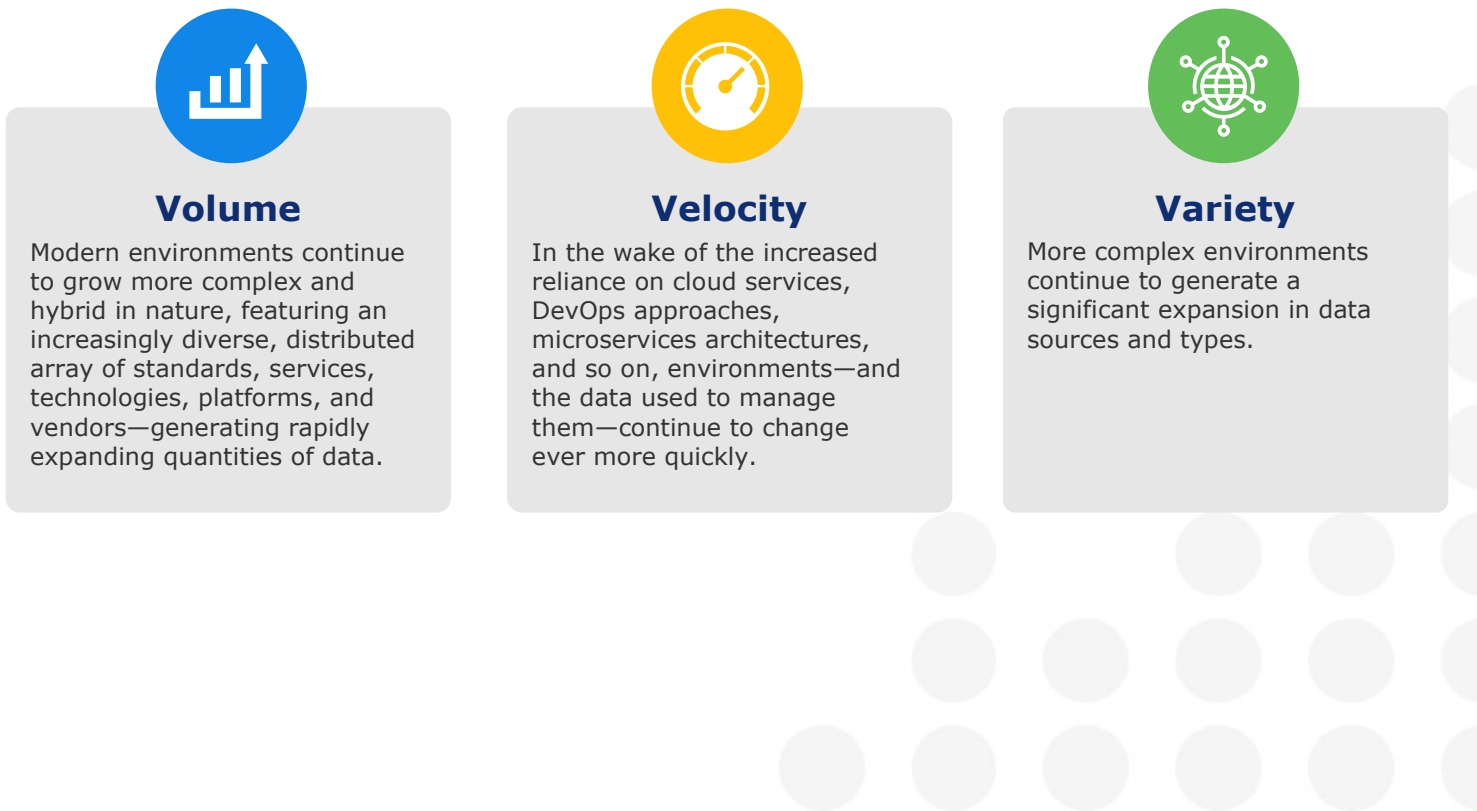 Volume
Modern environments continue
to grow more complex and
hybrid in nature, featuring an
increasingly diverse, distributed
array of standards, services,
technologies, platforms, and
vendors—generating rapidly
expanding quantities of data.
Velocity
In the wake of the increased
reliance on cloud services,
DevOps approaches,
microservices architectures,
and so on, environments—and
the data used to manage
them—continue to change
ever more quickly.
Variety
More complex environments
continue to generate a
significant expansion in data
sources and types.